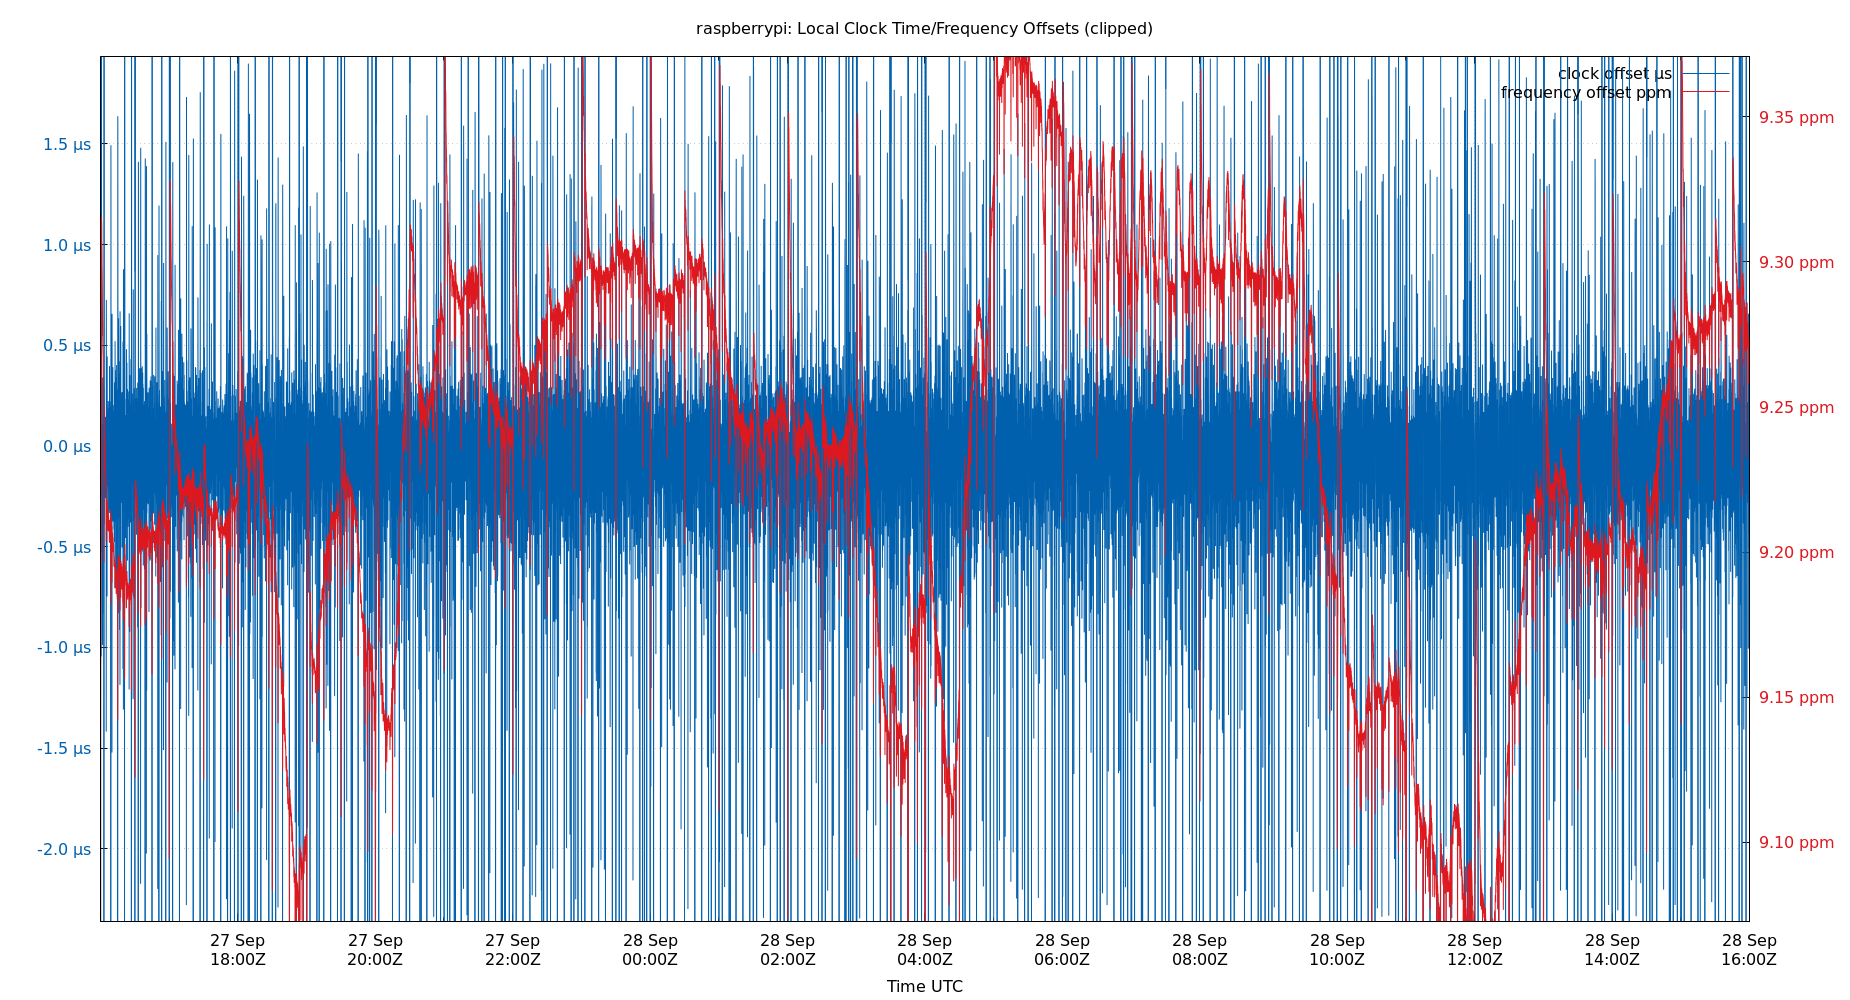 raspberrypi: Local Clock Time/Frequency Offsets (clipped)
clock offset µs
frequency offset ppm
1.5 µs
1.0 µs
0.5 µs
0.0 µs
-0.5 µs
-1.0 µs
-1.5 µs
-2.0 µs
9.35 ppm
9.30 ppm
9.25 ppm
9.20 ppm
9.15 ppm
9.10 ppm
27 Sep 27 Sep 27 Sep 28 Sep 28 Sep 28 Sep 28 Sep 28 Sep 28 Sep 28 Sep 28 Sep 28 Sep
18:00Z 20:00Z 22:00Z 00:00Z 02:00Z 04:00Z 06:00Z 08:00Z 10:00Z 12:00Z 14:00Z 16:00Z
Time UTC